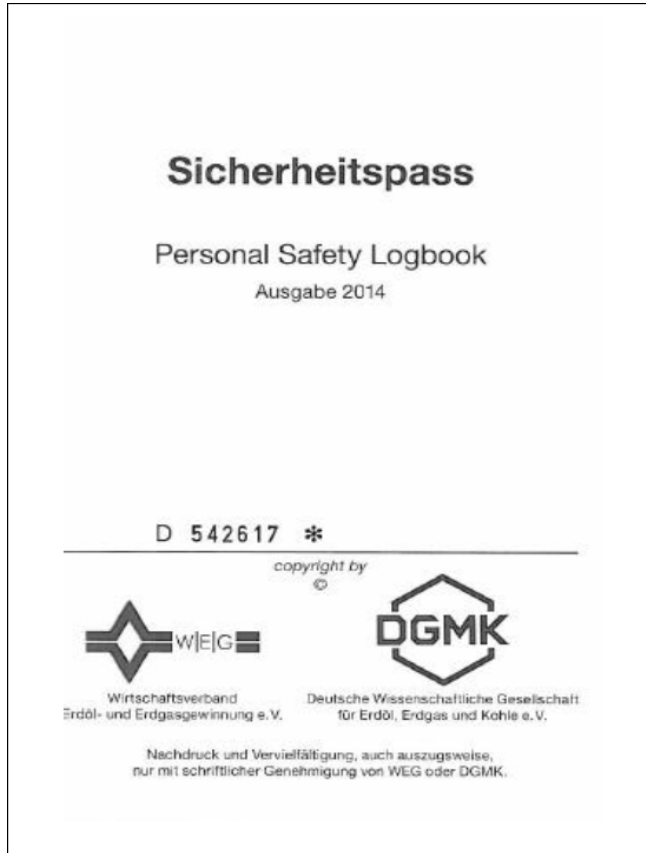 Sicherheitspass
Personal Safety Logbook
Ausgabe 2014
D 542617 *
copyright by
©
W|E|G
DGMK
Wirtschaftsverband
Erdöl- und Erdgasgewinnung e.V.
Deutsche Wissenschaftliche Gesellschaft
für Erdöl, Erdgas und Kohle e.V.
Nachdruck und Vervielfältigung, auch auszugsweise,
nur mit schriftlicher Genehmigung von WEG oder DGMK.